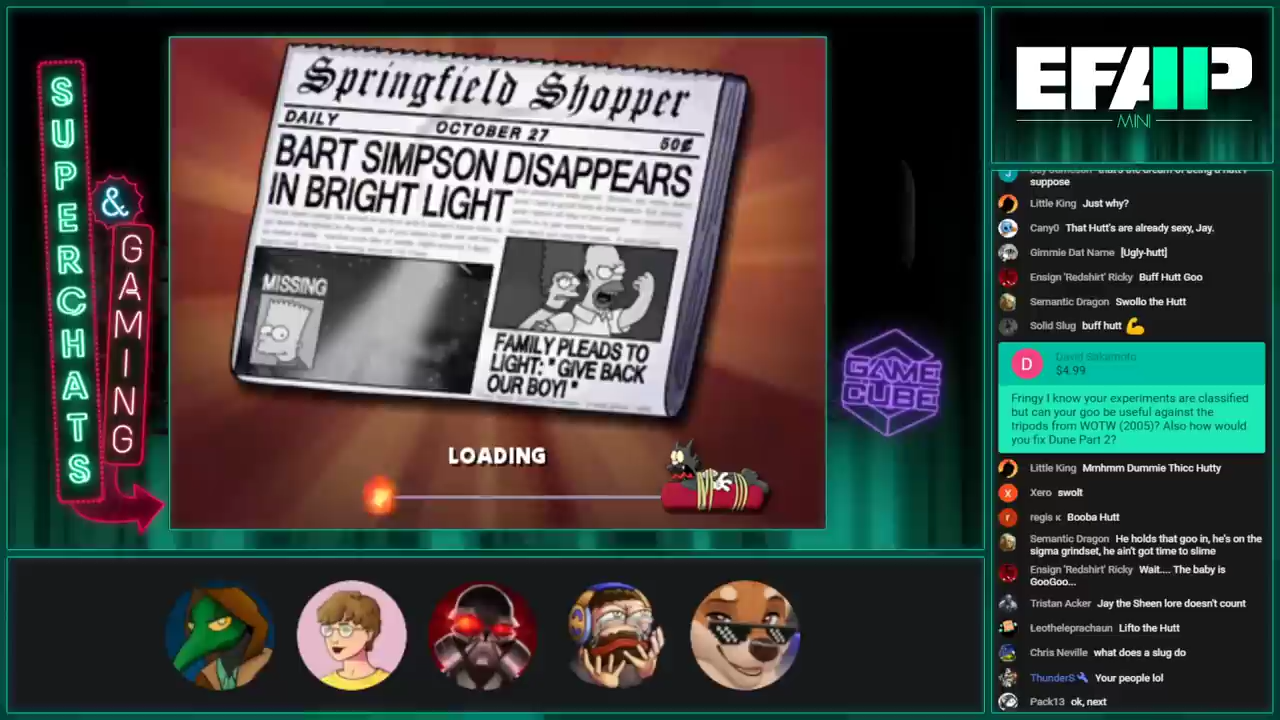 SUPERCHATS
&
GAMING
Springfield Shopper
DAILY
OCTOBER 27
50¢
BART SIMPSON DISAPPEARS
IN BRIGHT LIGHT
MISSING
FAMILY PLEADS TO
LIGHT: " GIVE BACK
OUR BOY! "
LOADING
GAME
CUBE
EFAP
MINI
suppose
Little King Just why?
Cany0 That Hutt's are already sexy, Jay.
Gimmie Dat Name [Ugly-hutt]
Ensign 'Redshirt' Ricky Buff Hutt Goo
Semantic Dragon Swollo the Hutt
Solid Slug buff hutt 💪
D
David Sakamoto
$4.99
Fringy I know your experiments are classified
but can your goo be useful against the
tripods from WOTW (2005)? Also how would
you fix Dune Part 2?
Little King Mmhmm Dummie Thicc Hutty
X
Xero swolt
r
regis κ Booba Hutt
Semantic Dragon He holds that goo in, he's on the
sigma grindset, he ain't got time to slime
Ensign 'Redshirt' Ricky Wait.... The baby is
GooGoo...
Tristan Acker Jay the Sheen lore doesn't count
Leotheleprachaun Lifto the Hutt
Chris Neville what does a slug do
ThunderS Your people lol
Pack13 ok, next